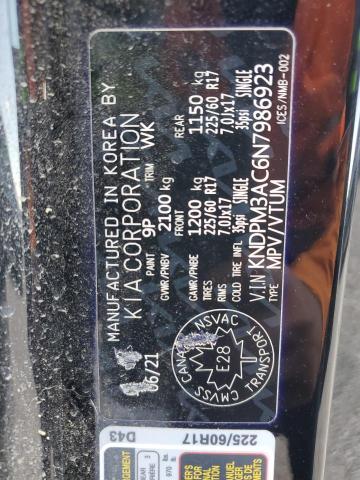 MANUFACTURED IN KOREA BY
KIA CORPORATION
PAINT 9P TRIM WK
GVWR/PNBV 2100 kg
FRONT REAR
GAWR/PNBE 1200 kg 1150 kg
TIRES 225/60 R17 225/60 R17
RIMS 7.0Jx17 7.0Jx17
COLD TIRE INFL 35psi SINGLE 35psi SINGLE
ICES/NMB-002
V.I.N KNDPM3AC6N7986923
TYPE MPV/VTUM
06/21
CANADA NSVAC
E28
CMVSS TRANSPORT
D43
225/60R17